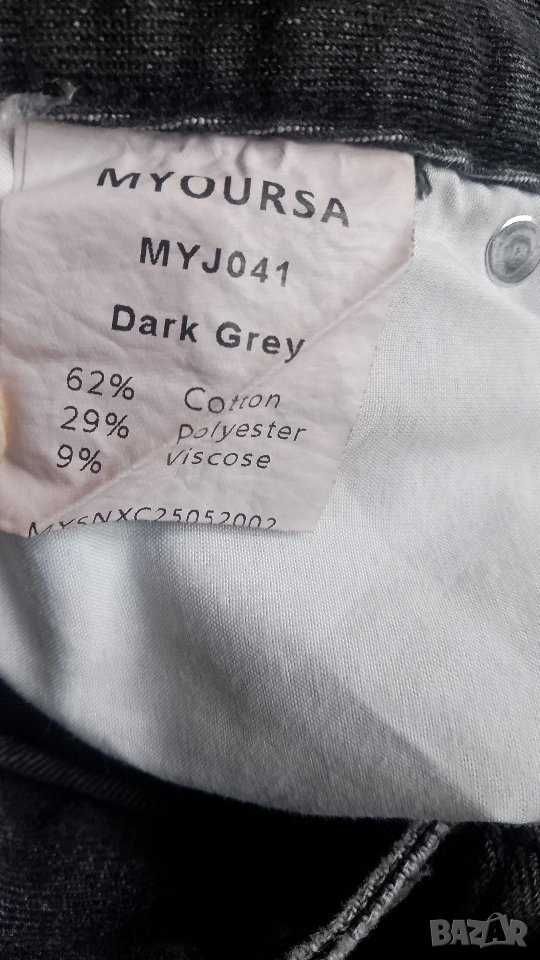 MYOURSA
MYJ041
Dark Grey
62% Cotton
29% Polyester
9% Viscose
BAZAR